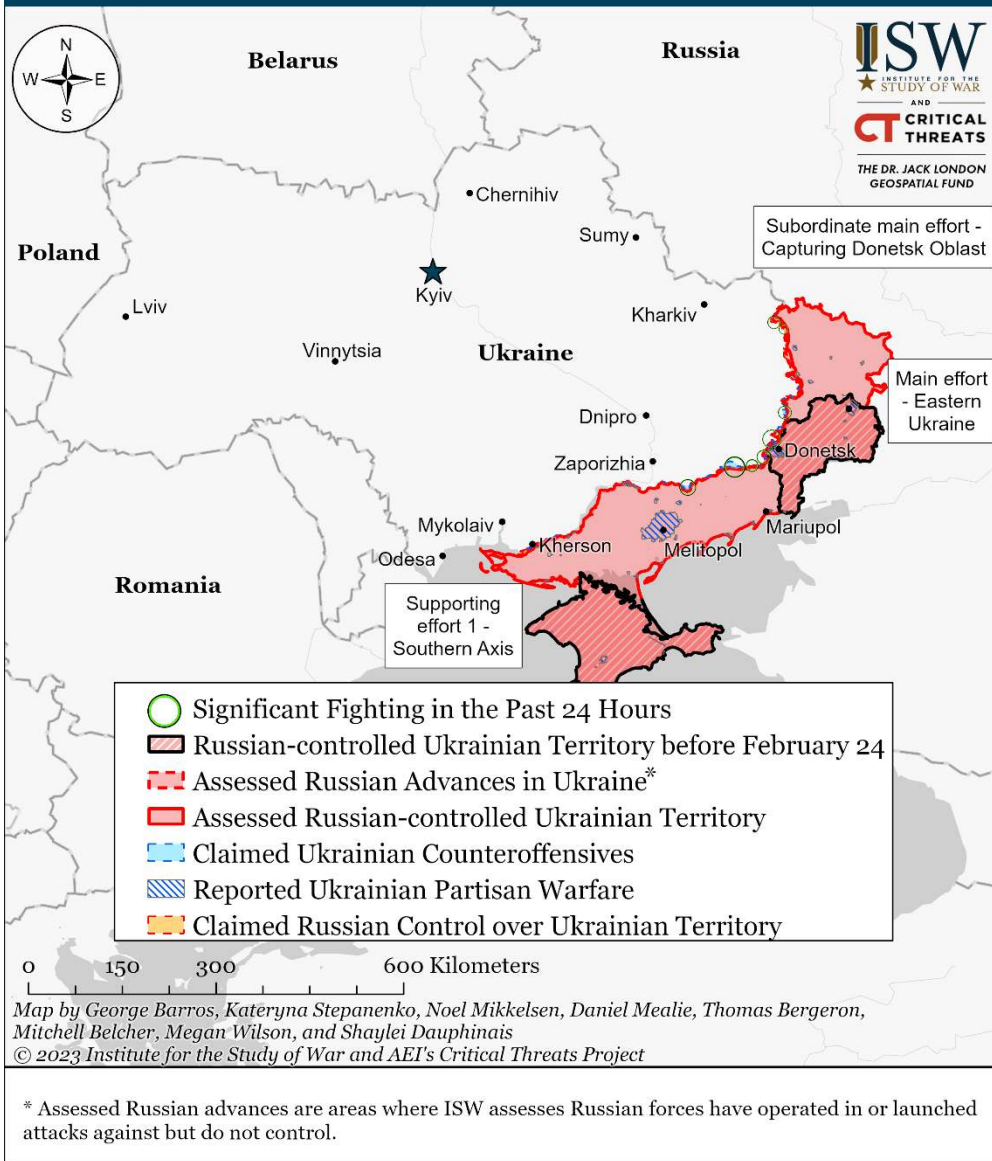 N
W E
S
Belarus
Russia
ISW
INSTITUTE FOR THE
STUDY OF WAR
AND
CT CRITICAL
THREATS
THE DR. JACK LONDON
GEOSPATIAL FUND
Chernihiv
Sumy
Subordinate main effort -
Capturing Donetsk Oblast
Poland
Kyiv
Lviv
Kharkiv
Vinnytsia
Ukraine
Main effort
- Eastern
Ukraine
Dnipro
Donetsk
Zaporizhia
Mariupol
Mykolaiv
Kherson
Melitopol
Odesa
Romania
Supporting
effort 1 -
Southern Axis
Significant Fighting in the Past 24 Hours
Russian-controlled Ukrainian Territory before February 24
Assessed Russian Advances in Ukraine*
Assessed Russian-controlled Ukrainian Territory
Claimed Ukrainian Counteroffensives
Reported Ukrainian Partisan Warfare
Claimed Russian Control over Ukrainian Territory
0 150 300 600 Kilometers
Map by George Barros, Kateryna Stepanenko, Noel Mikkelsen, Daniel Mealie, Thomas Bergeron,
Mitchell Belcher, Megan Wilson, and Shaylei Dauphinais
© 2023 Institute for the Study of War and AEI's Critical Threats Project
* Assessed Russian advances are areas where ISW assesses Russian forces have operated in or launched
attacks against but do not control.